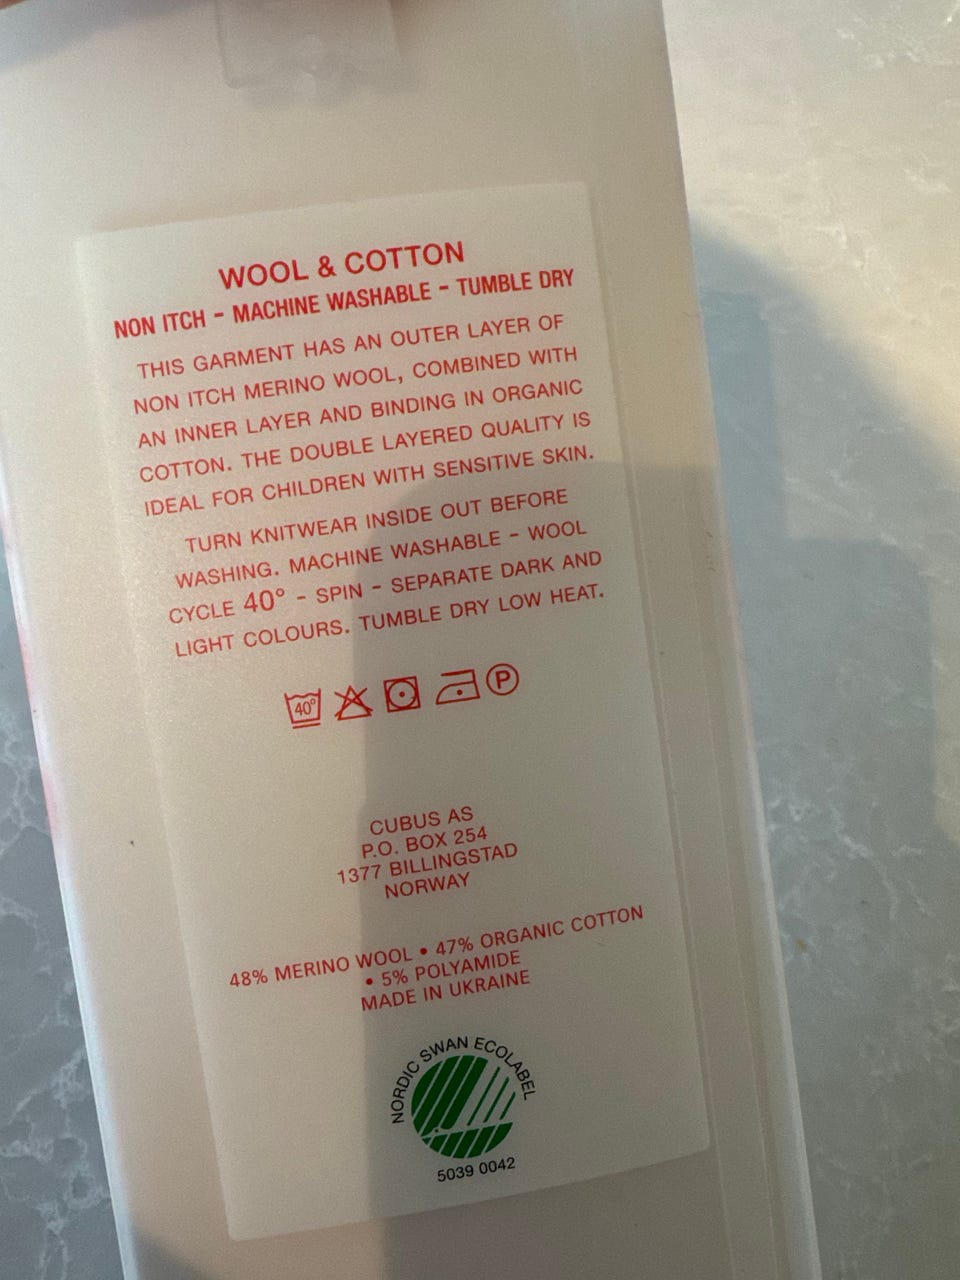 WOOL & COTTON
NON ITCH - MACHINE WASHABLE - TUMBLE DRY
THIS GARMENT HAS AN OUTER LAYER OF
NON ITCH MERINO WOOL, COMBINED WITH
AN INNER LAYER AND BINDING IN ORGANIC
COTTON. THE DOUBLE LAYERED QUALITY IS
IDEAL FOR CHILDREN WITH SENSITIVE SKIN.
TURN KNITWEAR INSIDE OUT BEFORE
WASHING. MACHINE WASHABLE - WOOL
CYCLE 40° - SPIN - SEPARATE DARK AND
LIGHT COLOURS. TUMBLE DRY LOW HEAT.
40° P
CUBUS AS
P.O. BOX 254
1377 BILLINGSTAD
NORWAY
48% MERINO WOOL • 47% ORGANIC COTTON
• 5% POLYAMIDE
MADE IN UKRAINE
NORDIC SWAN ECOLABEL
5039 0042